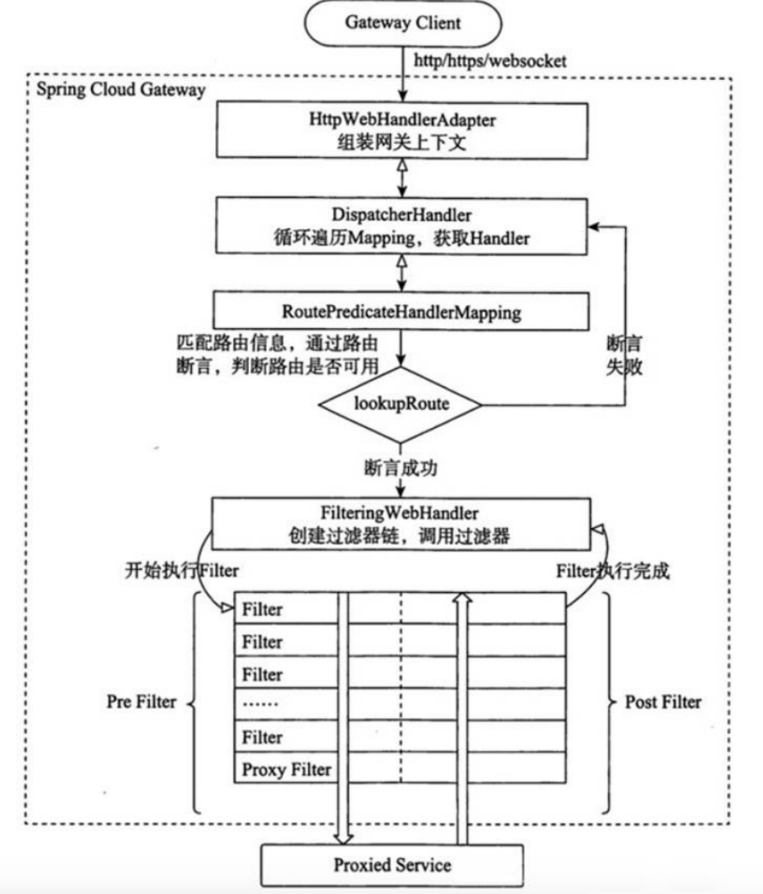 Gateway Client
http/https/websocket
Spring Cloud Gateway
HttpWebHandlerAdapter
组装网关上下文
DispatcherHandler
循环遍历Mapping，获取Handler
RoutePredicateHandlerMapping
匹配路由信息，通过路由
断言，判断路由是否可用
断言
失败
lookupRoute
断言成功
FilteringWebHandler
创建过滤器链，调用过滤器
开始执行Filter
Filter执行完成
Filter
Filter
Filter
……
Filter
Proxy Filter
Pre Filter
Post Filter
Proxied Service